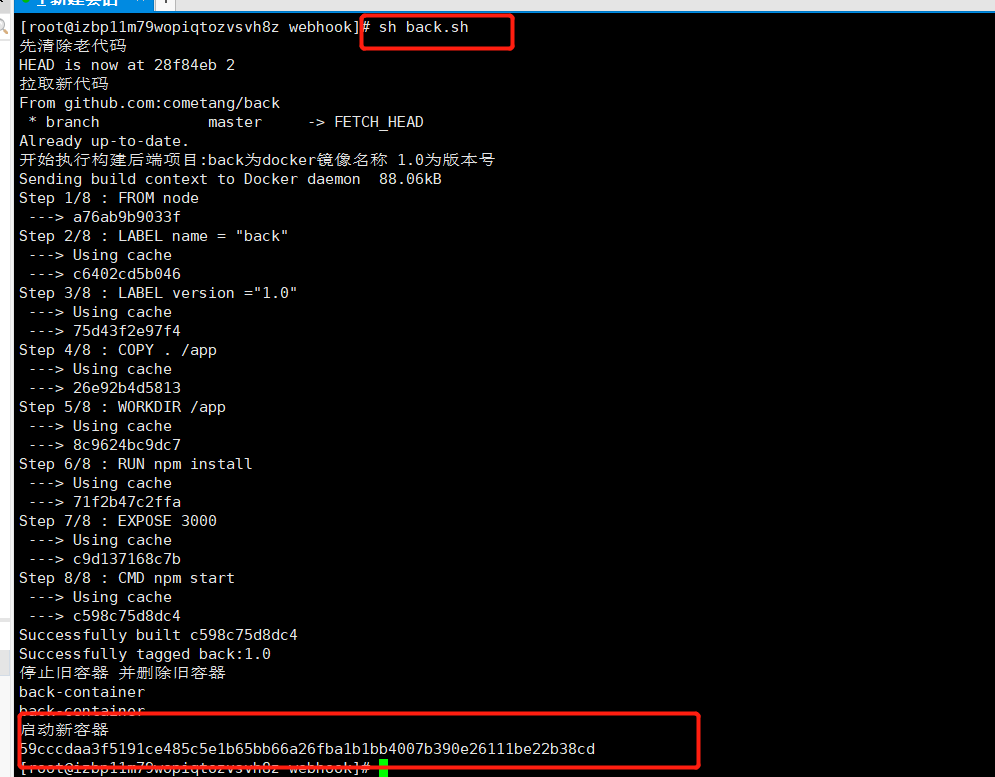 [root@izbp11m79wopiqtozvsvh8z webhook]# sh back.sh
先清除老代码
HEAD is now at 28f84eb 2
拉取新代码
From github.com:cometang/back
 * branch            master     -> FETCH_HEAD
Already up-to-date.
开始执行构建后端项目:back为docker镜像名称 1.0为版本号
Sending build context to Docker daemon  88.06kB
Step 1/8 : FROM node
 ---> a76ab9b9033f
Step 2/8 : LABEL name = "back"
 ---> Using cache
 ---> c6402cd5b046
Step 3/8 : LABEL version ="1.0"
 ---> Using cache
 ---> 75d43f2e97f4
Step 4/8 : COPY . /app
 ---> Using cache
 ---> 26e92b4d5813
Step 5/8 : WORKDIR /app
 ---> Using cache
 ---> 8c9624bc9dc7
Step 6/8 : RUN npm install
 ---> Using cache
 ---> 71f2b47c2ffa
Step 7/8 : EXPOSE 3000
 ---> Using cache
 ---> c9d137168c7b
Step 8/8 : CMD npm start
 ---> Using cache
 ---> c598c75d8dc4
Successfully built c598c75d8dc4
Successfully tagged back:1.0
停止旧容器 并删除旧容器
back-container
back-container
启动新容器
59cccdaa3f5191ce485c5e1b65bb66a26fba1b1bb4007b390e26111be22b38cd
[root@izbp11m79wopiqtozvsvh8z webhook]#